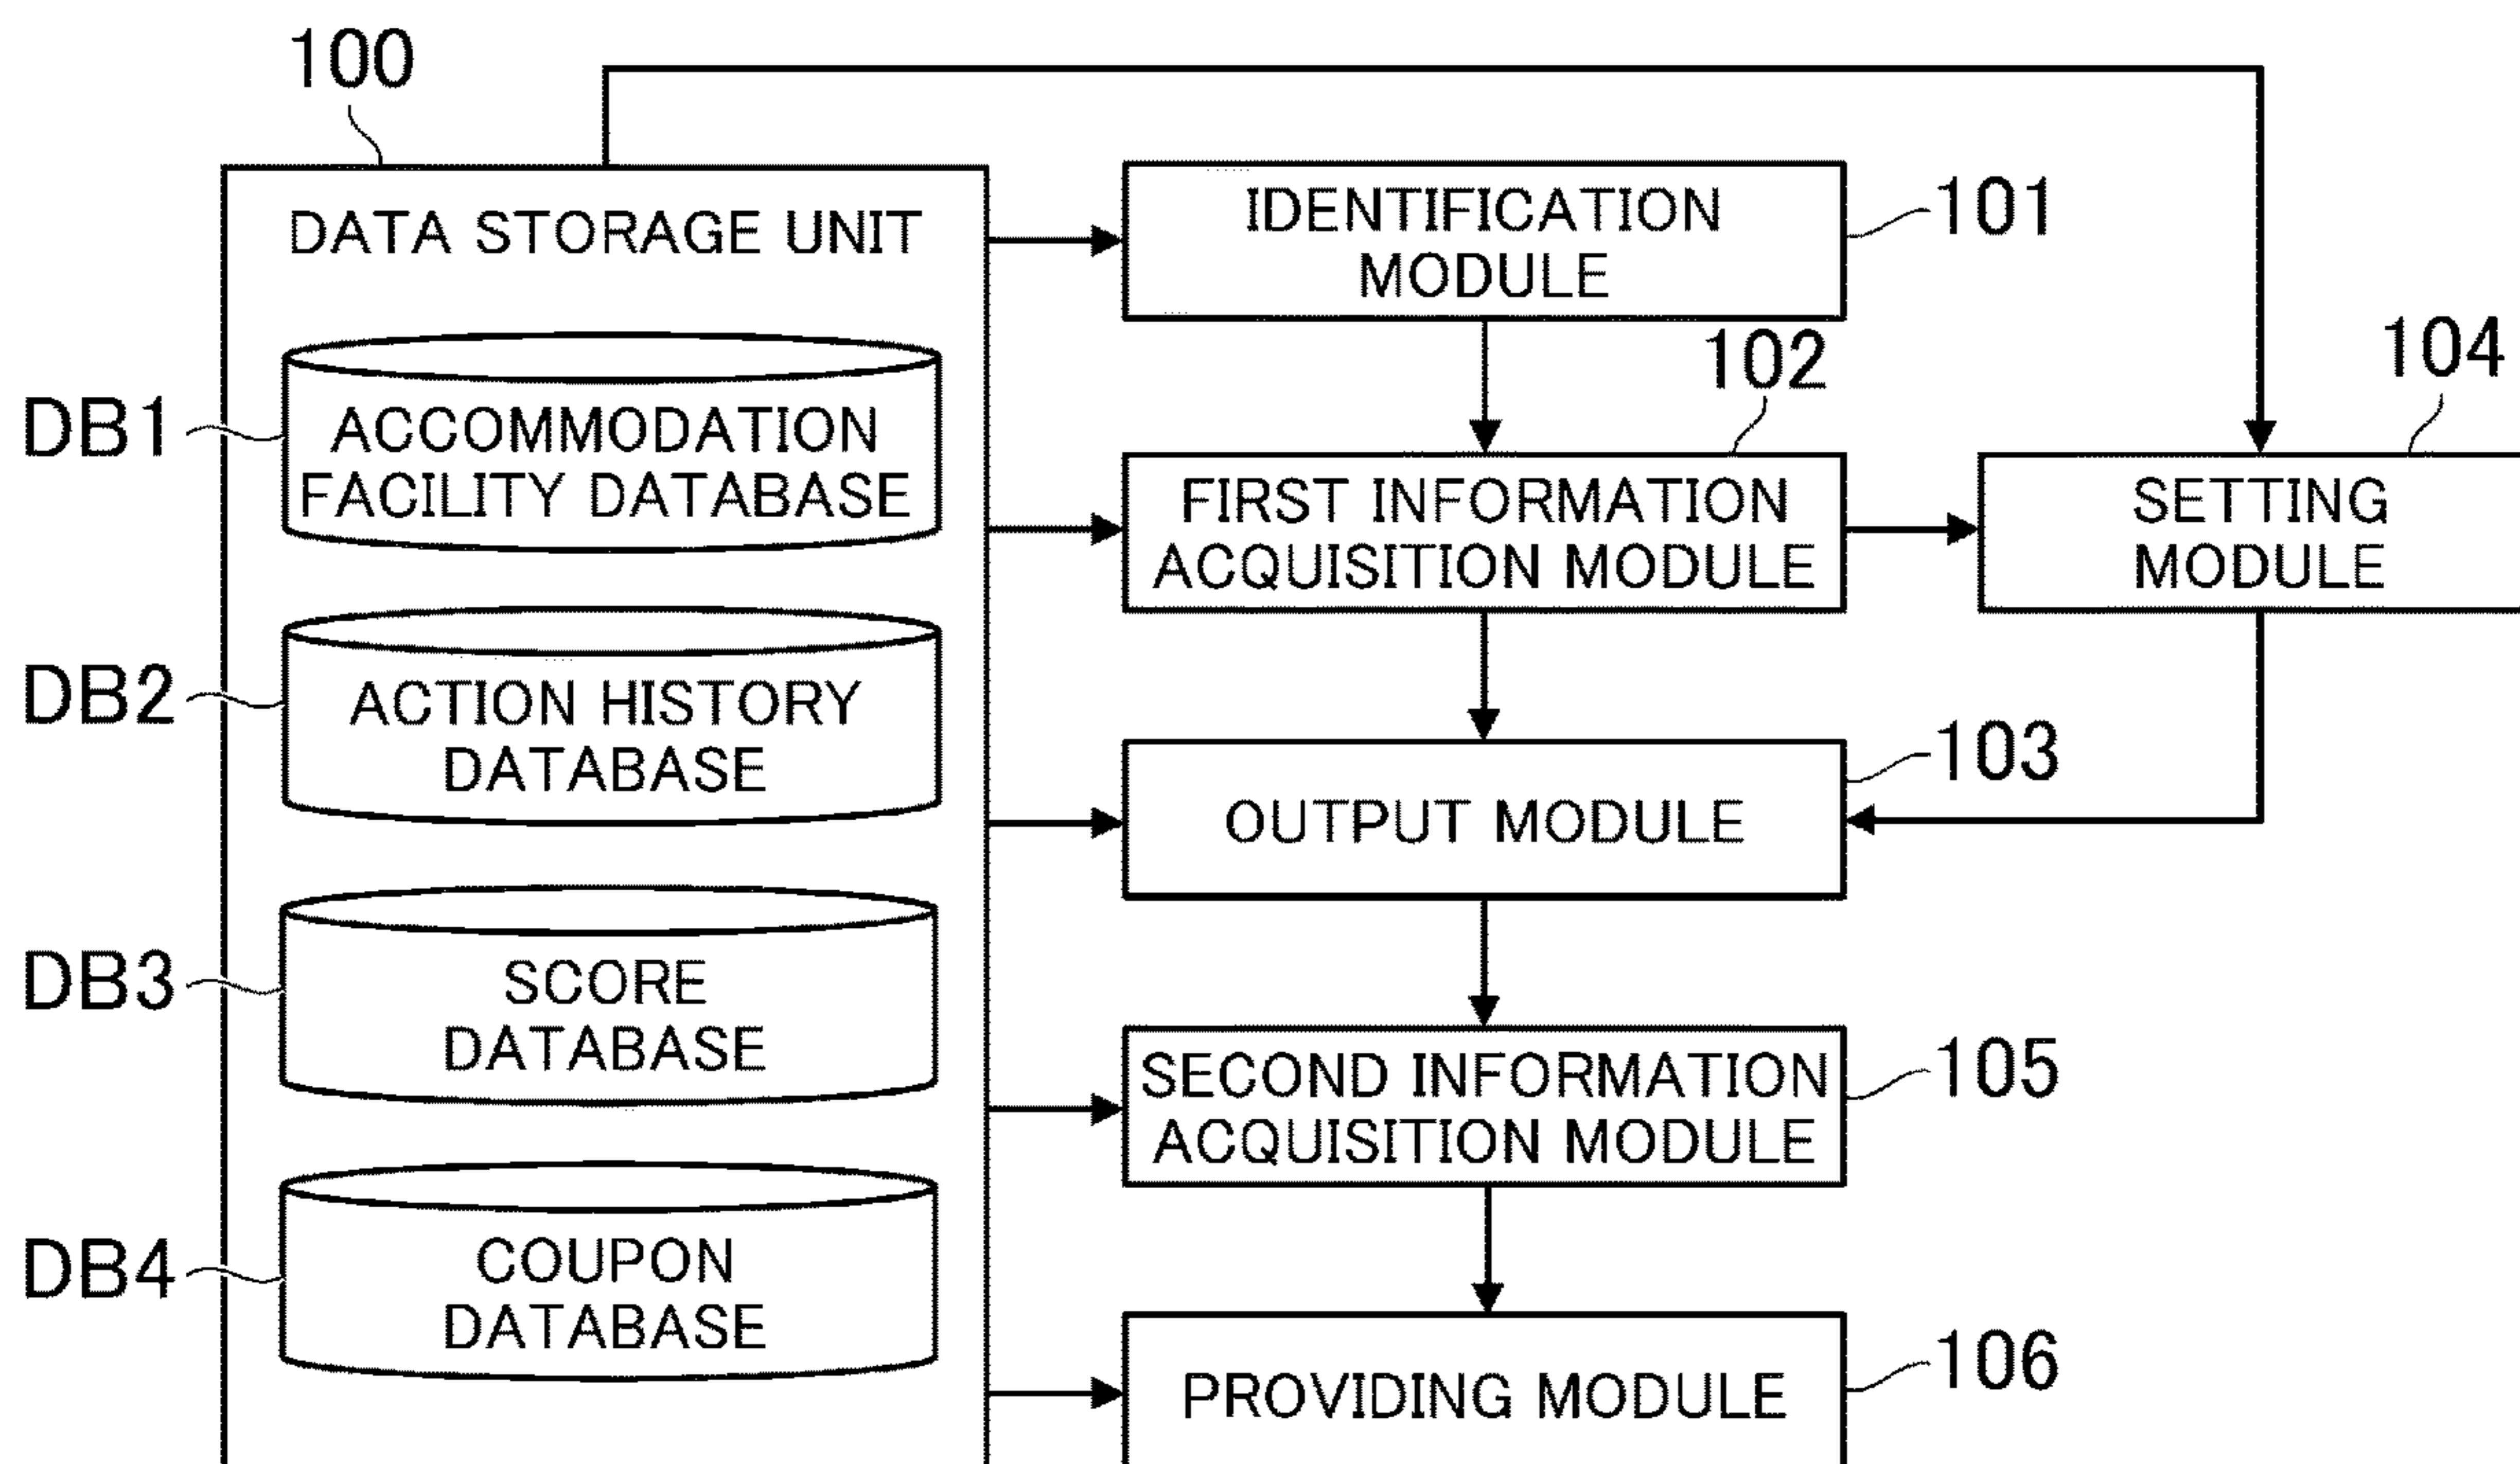 100
DATA STORAGE UNIT
IDENTIFICATION
MODULE
101
102
104
DB1
ACCOMMODATION
FACILITY DATABASE
FIRST INFORMATION
ACQUISITION MODULE
SETTING
MODULE
DB2
ACTION HISTORY
DATABASE
103
OUTPUT MODULE
DB3
SCORE
DATABASE
SECOND INFORMATION
ACQUISITION MODULE
105
DB4
COUPON
DATABASE
PROVIDING MODULE
106